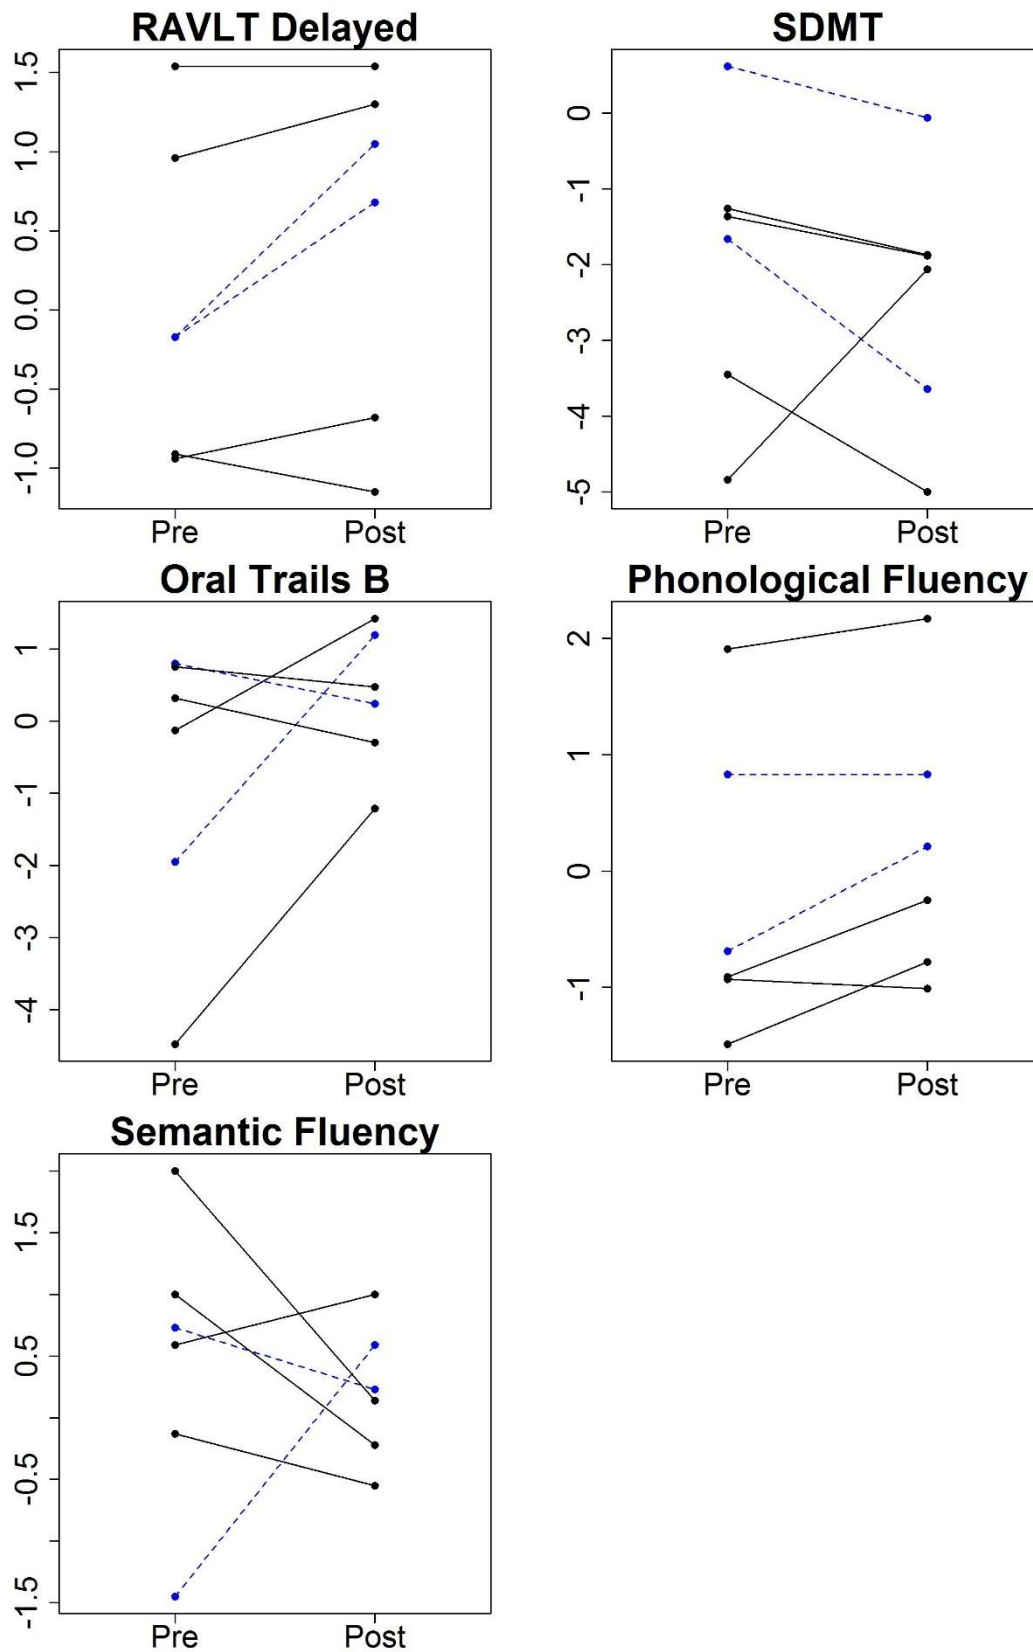 RAVLT Delayed
1.5
1.0
0.5
0.0
-0.5
-1.0
Pre Post
SDMT
0
-1
-2
-3
-4
-5
Pre Post
Oral Trails B
1
0
-1
-2
-3
-4
Pre Post
Phonological Fluency
2
1
0
-1
Pre Post
Semantic Fluency
1.5
0.5
-0.5
-1.5
Pre Post